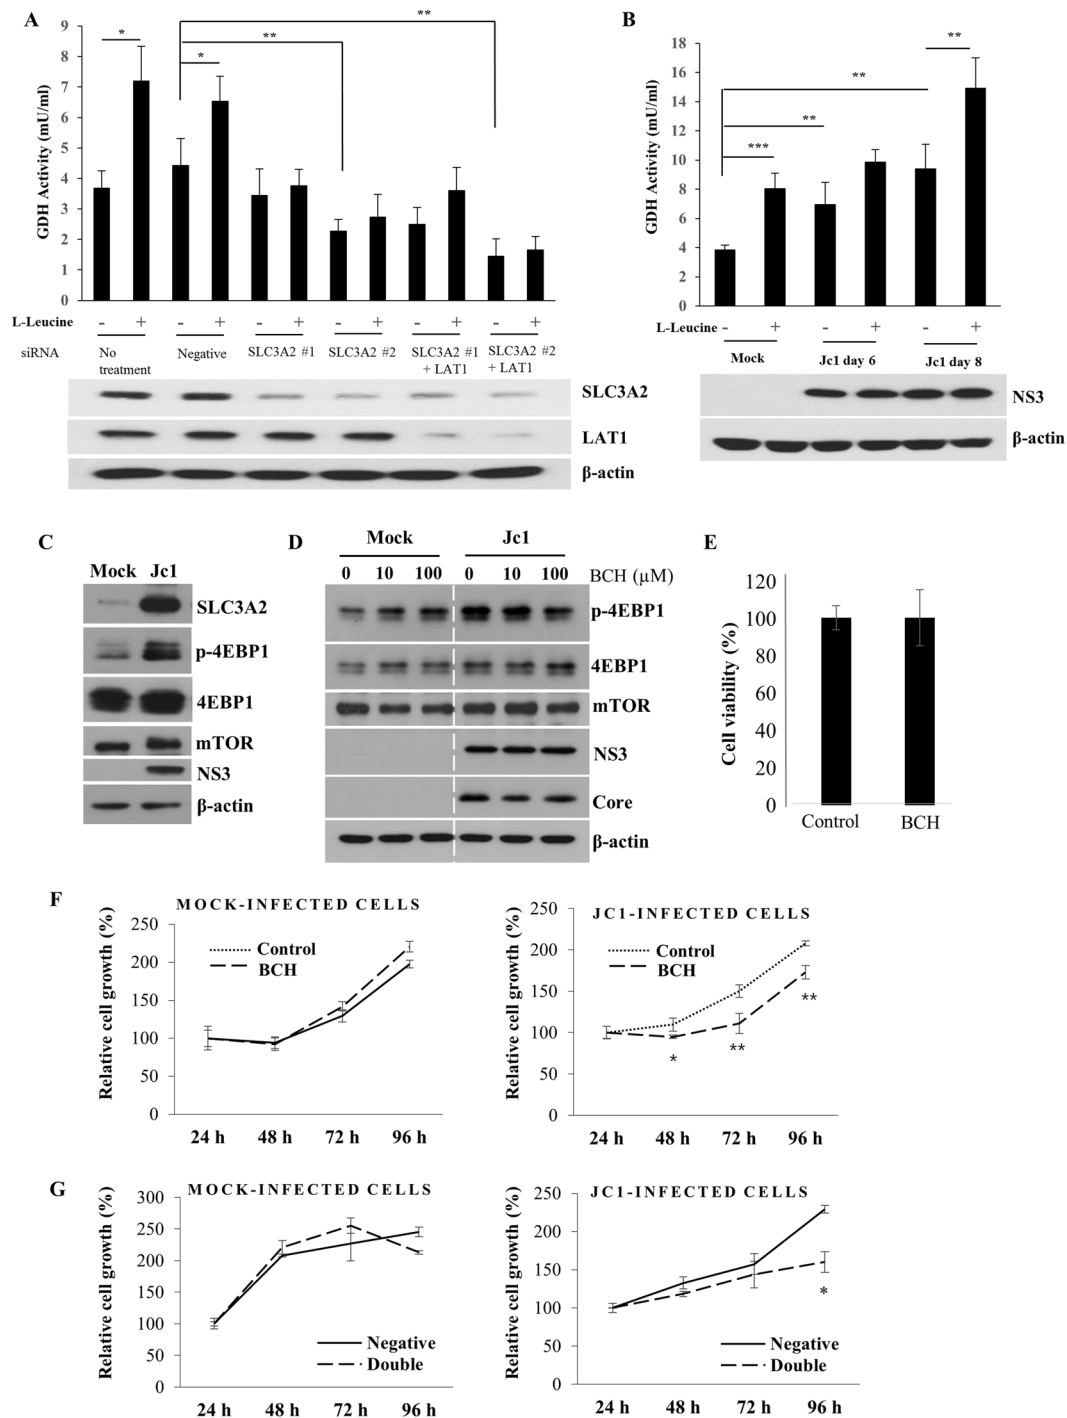 A
GDH Activity (mU/ml)
9
8
7
6
5
4
3
2
1
0
*
*
**
**
L-Leucine - + - + - + - + - + - +
siRNA
No treatment
Negative
SLC3A2 #1
SLC3A2 #2
SLC3A2 #1 + LAT1
SLC3A2 #2 + LAT1
SLC3A2
LAT1
β-actin
B
GDH Activity (mU/ml)
18
16
14
12
10
8
6
4
2
0
***
**
**
**
L-Leucine - + - + - +
Mock Jc1 day 6 Jc1 day 8
NS3
β-actin
C
Mock Jc1
SLC3A2
p-4EBP1
4EBP1
mTOR
NS3
β-actin
D
Mock Jc1
0 10 100 0 10 100 BCH (µM)
p-4EBP1
4EBP1
mTOR
NS3
Core
β-actin
E
Cell viability (%)
120
100
80
60
40
20
0
Control BCH
F
MOCK-INFECTED CELLS
Relative cell growth (%)
250
200
150
100
50
0
Control
BCH
24 h 48 h 72 h 96 h
JC1-INFECTED CELLS
Relative cell growth (%)
250
200
150
100
50
0
Control
BCH
*
**
**
24 h 48 h 72 h 96 h
G
MOCK-INFECTED CELLS
Relative cell growth (%)
300
250
200
150
100
50
0
Negative
Double
24 h 48 h 72 h 96 h
JC1-INFECTED CELLS
Relative cell growth (%)
250
200
150
100
50
0
*
Negative
Double
24 h 48 h 72 h 96 h